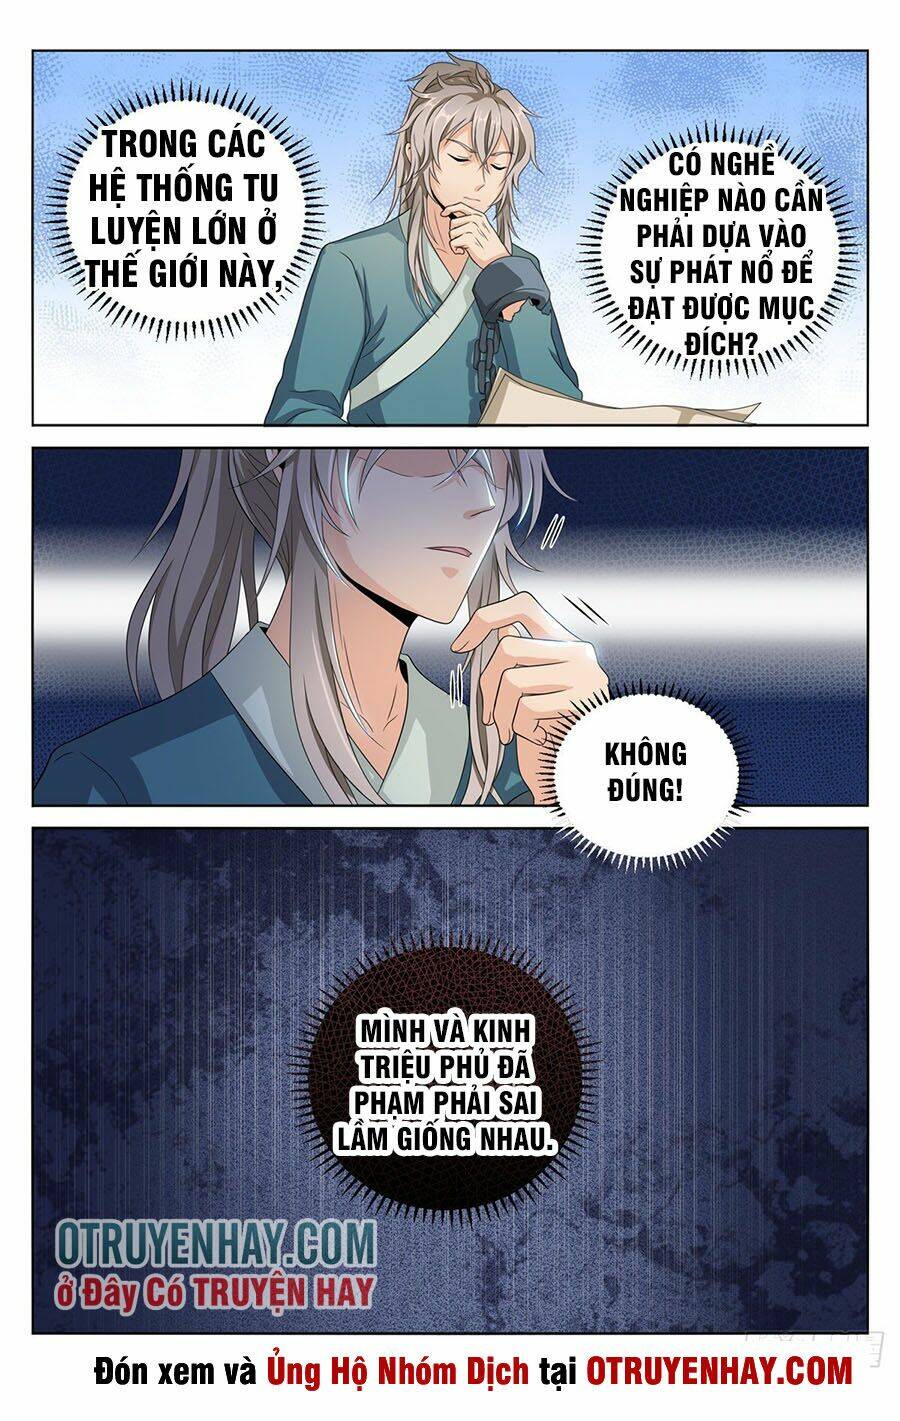 TRONG CÁC
HỆ THỐNG TU
LUYỆN LỚN Ở
THẾ GIỚI NÀY,
CÓ NGHỀ
NGHIỆP NÀO CẦN
PHẢI DỰA VÀO
SỰ PHÁT NỔ ĐỂ
ĐẠT ĐƯỢC MỤC
ĐÍCH?
KHÔNG
ĐÚNG!
MÌNH VÀ KINH
TRIỆU PHỦ ĐÃ
PHẠM PHẢI SAI
LẦM GIỐNG NHAU.
OTRUYENHAY.COM
ở Đây Có TRUYỆN HAY
Đón xem và Ủng Hộ Nhóm Dịch tại OTRUYENHAY.COM